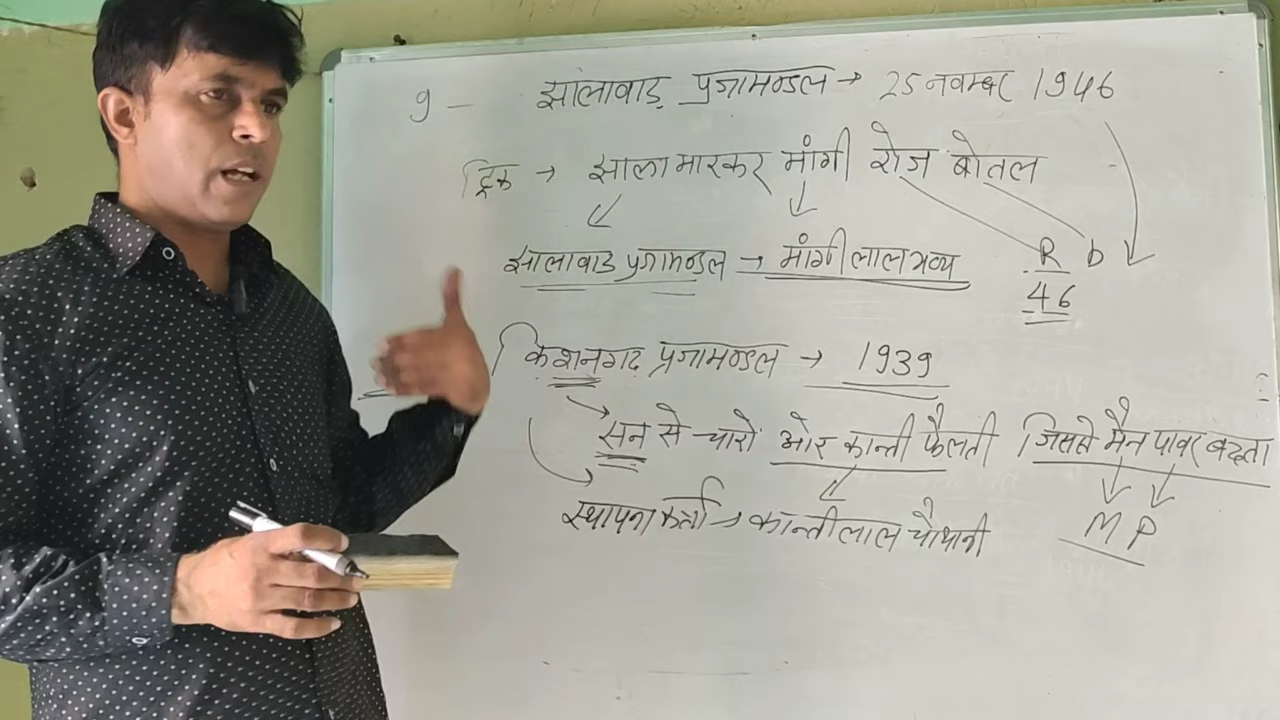 9 - झालावाड़ प्रजामण्डल → 25 नवम्बर 1946
ट्रिक → झाला मारकर मांगी रोज बोतल
झालावाड प्रजामण्डल → मांगीलाल भव्य R b
46
किशनगढ़ प्रजामण्डल → 1939
सन से चारो ओर कान्ती फैलती जिससे मैन पावर बढ़ता
स्थापना कर्ता → कान्तीलाल चौथानी M P